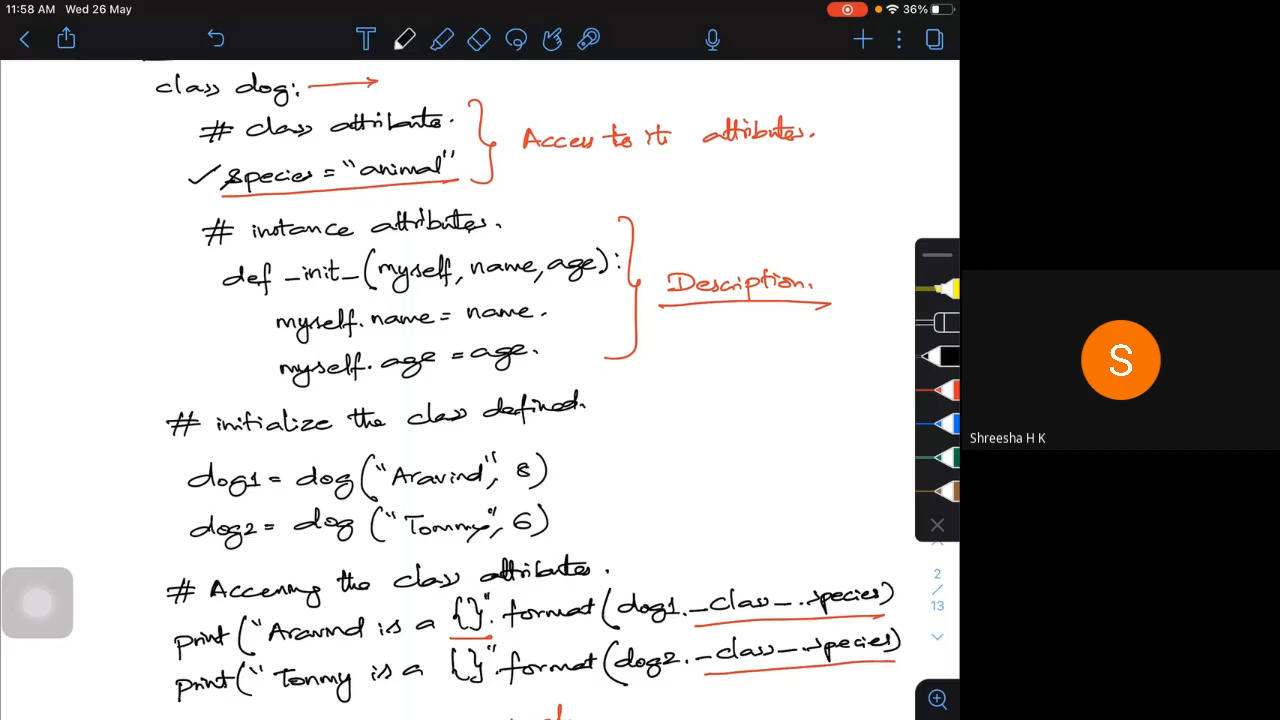 11:58 AM Wed 26 May
36%
class dog:
# class attributes.
species = "animal"
Access to its attributes.
# instance attributes.
def _init_(myself, name, age):
myself.name = name.
myself.age = age.
Description.
# initialize the class defined.
dog1 = dog("Aravind", 8)
dog2 = dog("Tommy", 6)
# Accessing the class attributes.
print("Aravind is a {}".format(dog1._class_.species)
print("Tommy is a {}".format(dog2._class_.species)
2
/
13
S
Shreesha H K